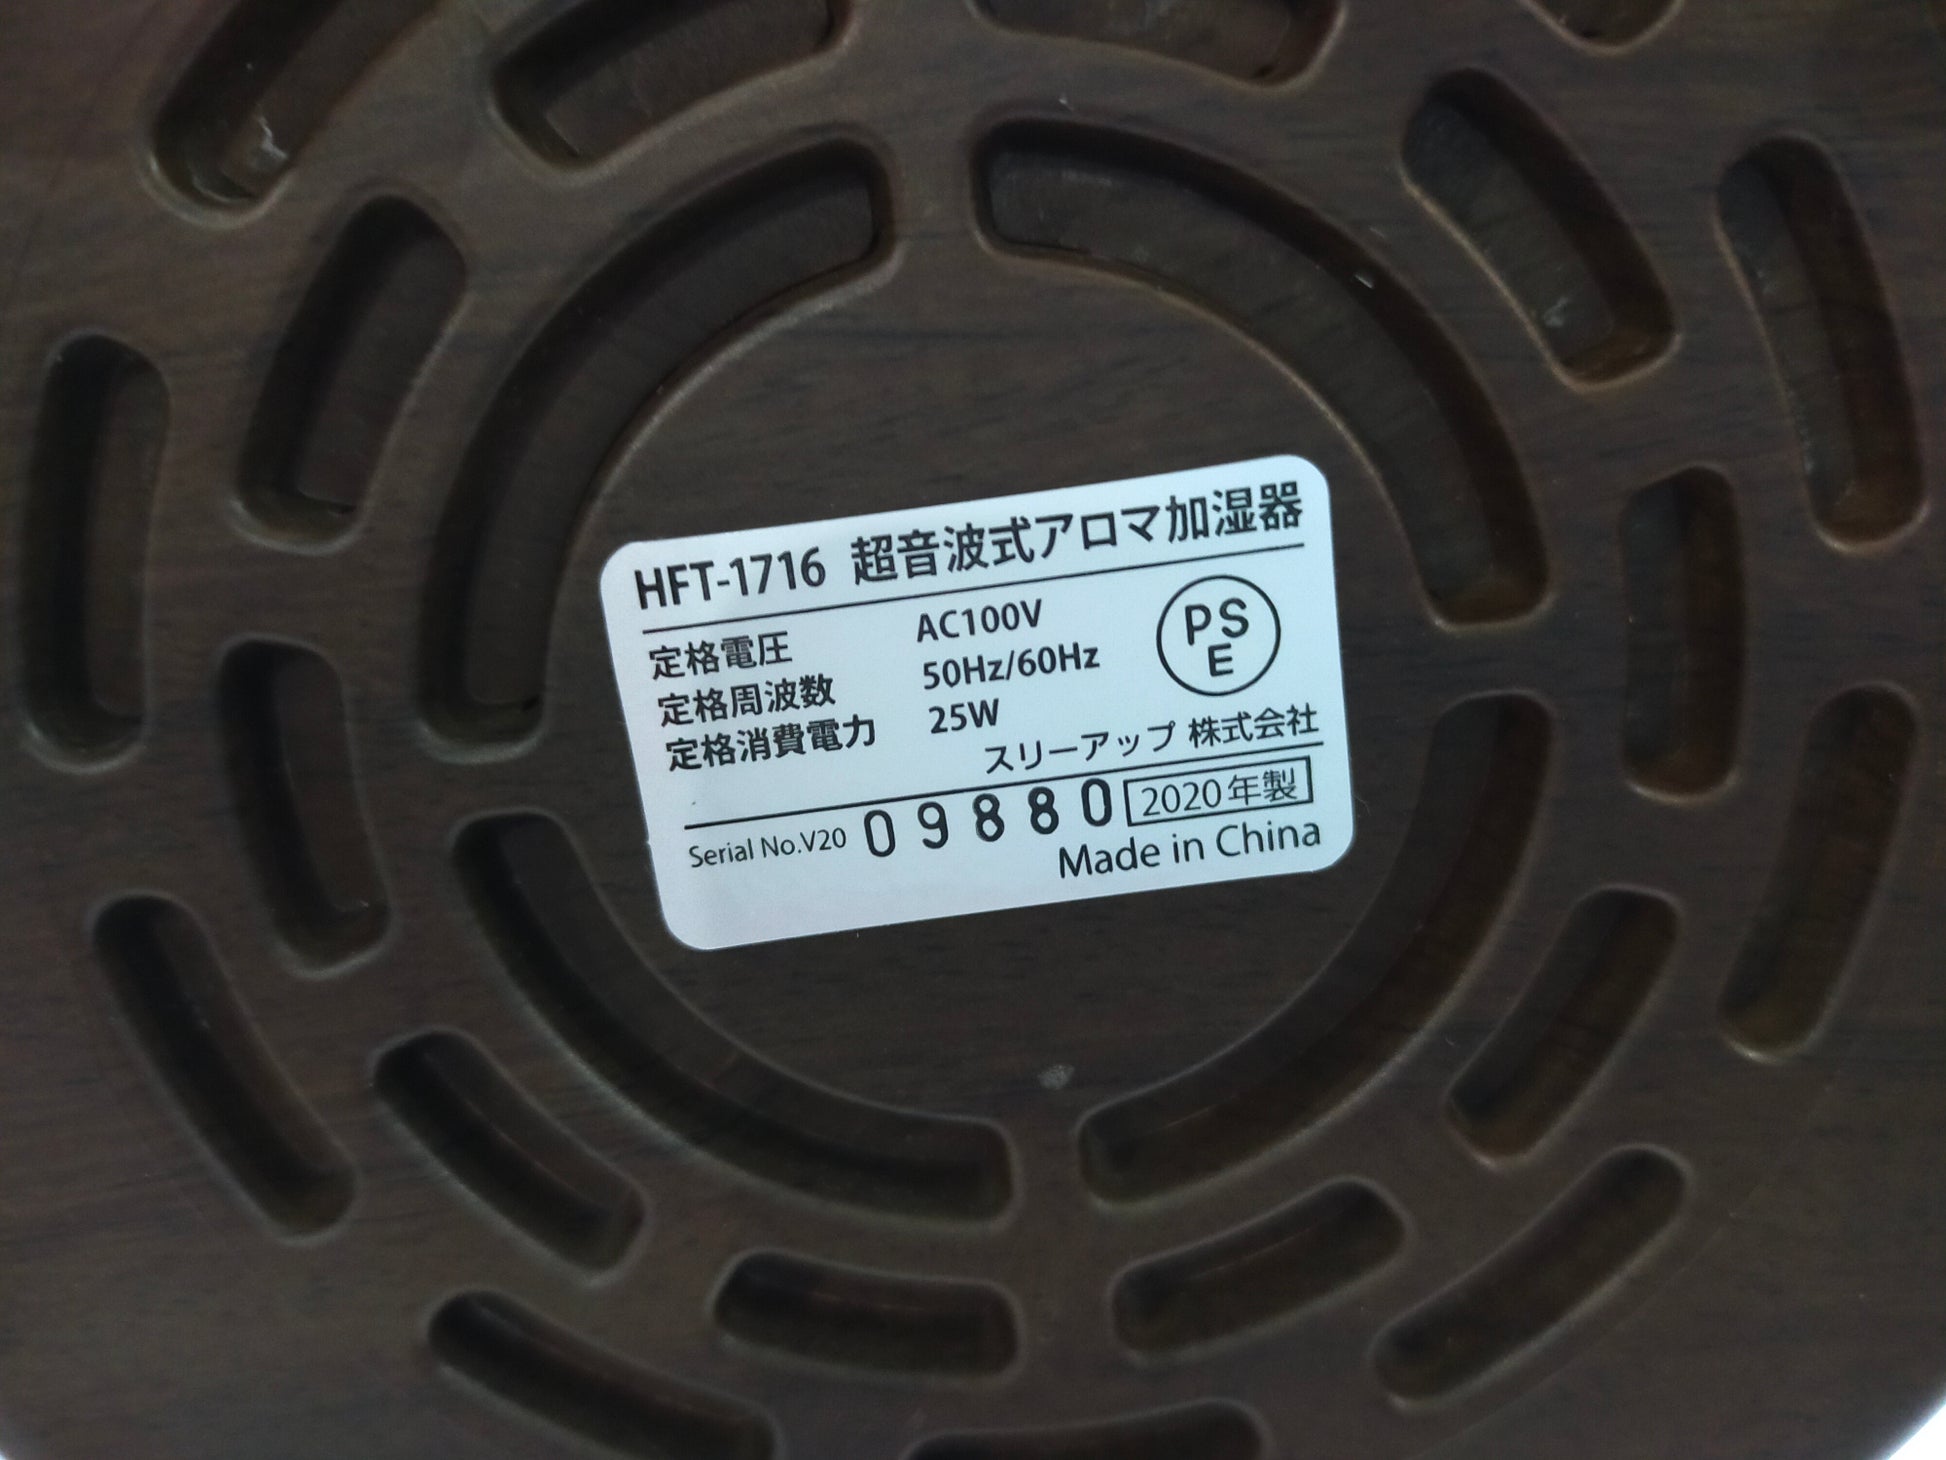 HFT-1716 超音波式アロマ加湿器
定格電圧 AC100V
定格周波数 50Hz/60Hz
定格消費電力 25W
PS
E
スリーアップ 株式会社
Serial No.V20 09880 2020年製
Made in China